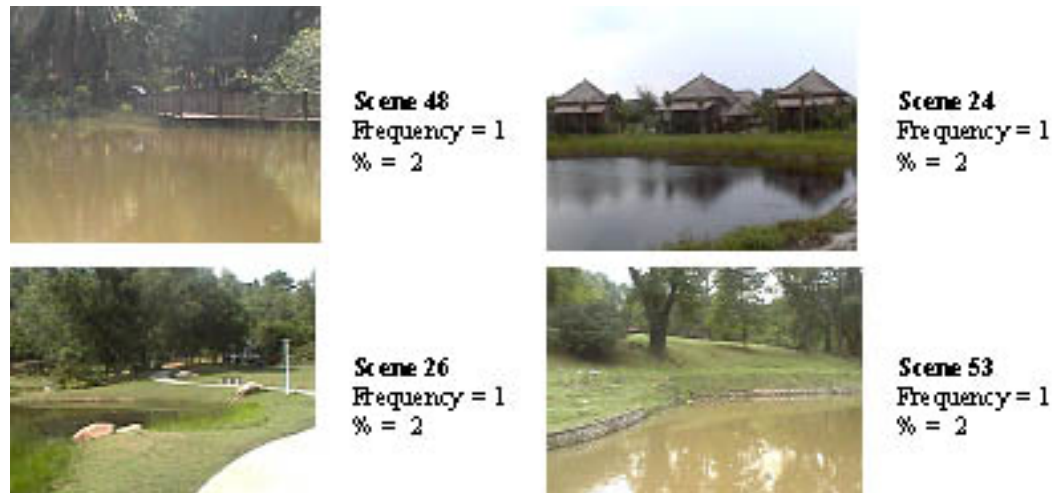 Scene 48
Frequency = 1
% = 2
Scene 24
Frequency = 1
% = 2
Scene 26
Frequency = 1
% = 2
Scene 53
Frequency = 1
% = 2